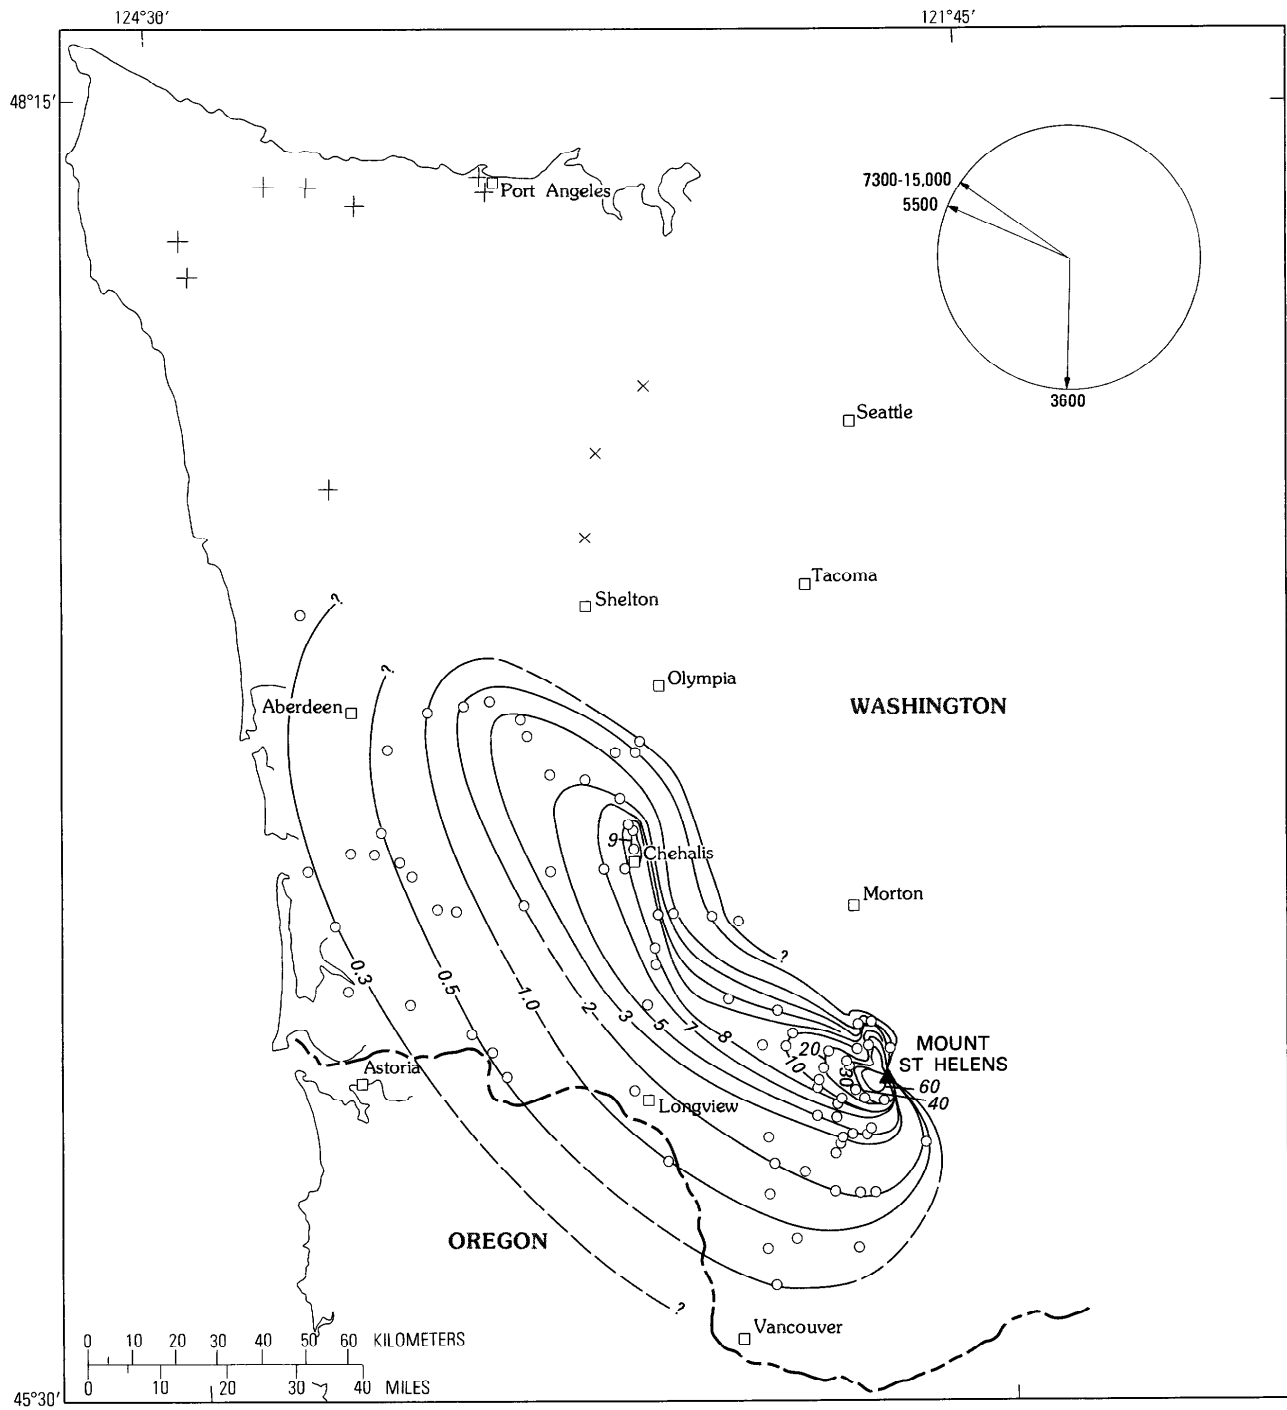 124°30′
121°45′
48°15′
Port Angeles
7300-15,000
5500
3600
Seattle
Tacoma
Shelton
?
?
Olympia
Aberdeen
WASHINGTON
9
Chehalis
Morton
?
0.3
0.5
1.0
2
3
5
7
8
20
10
30
MOUNT
ST HELENS
60
40
Astoria
Longview
OREGON
?
Vancouver
0 10 20 30 40 50 60 KILOMETERS
0 10 20 30 40 MILES
45°30′